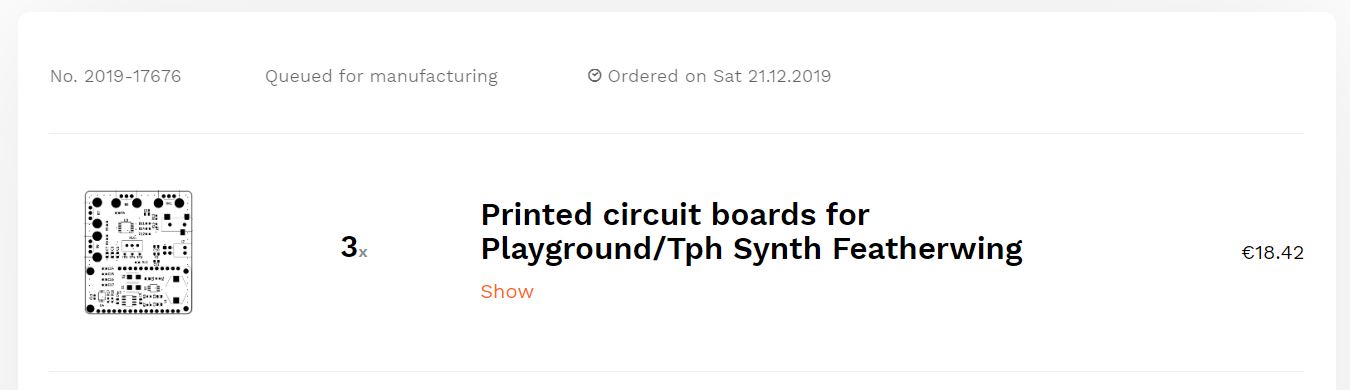 No. 2019-17676
Queued for manufacturing
Ordered on Sat 21.12.2019
3x
Printed circuit boards for
Playground/Tph Synth Featherwing
Show
€18.42